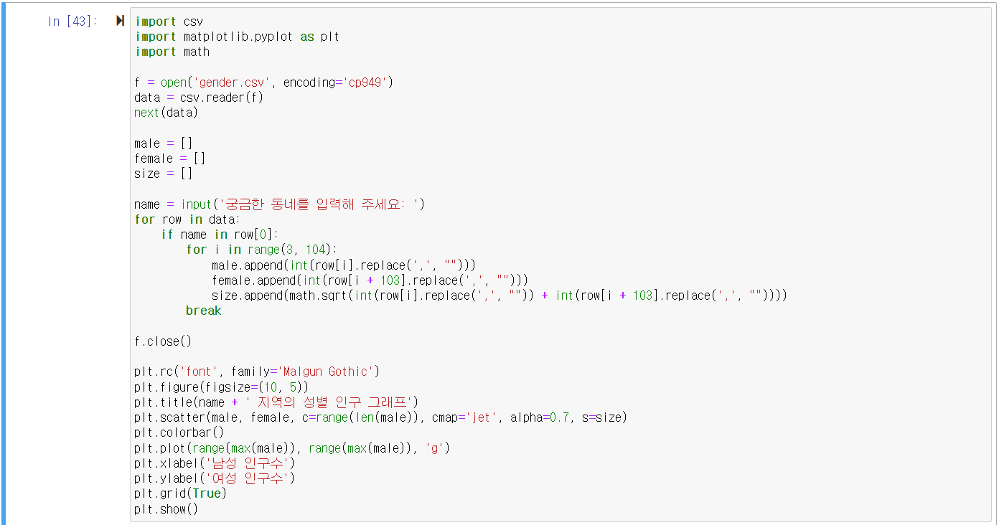 In [43]:
import csv
import matplotlib.pyplot as plt
import math
f = open('gender.csv', encoding='cp949')
data = csv.reader(f)
next(data)
male = []
female = []
size = []
name = input('궁금한 동네를 입력해 주세요: ')
for row in data:
    if name in row[0]:
        for i in range(3, 104):
            male.append(int(row[i].replace(',', "")))
            female.append(int(row[i + 103].replace(',', "")))
            size.append(math.sqrt(int(row[i].replace(',', "")) + int(row[i + 103].replace(',', ""))))
        break
f.close()
plt.rc('font', family='Malgun Gothic')
plt.figure(figsize=(10, 5))
plt.title(name + ' 지역의 성별 인구 그래프')
plt.scatter(male, female, c=range(len(male)), cmap='jet', alpha=0.7, s=size)
plt.colorbar()
plt.plot(range(max(male)), range(max(male)), 'g')
plt.xlabel('남성 인구수')
plt.ylabel('여성 인구수')
plt.grid(True)
plt.show()